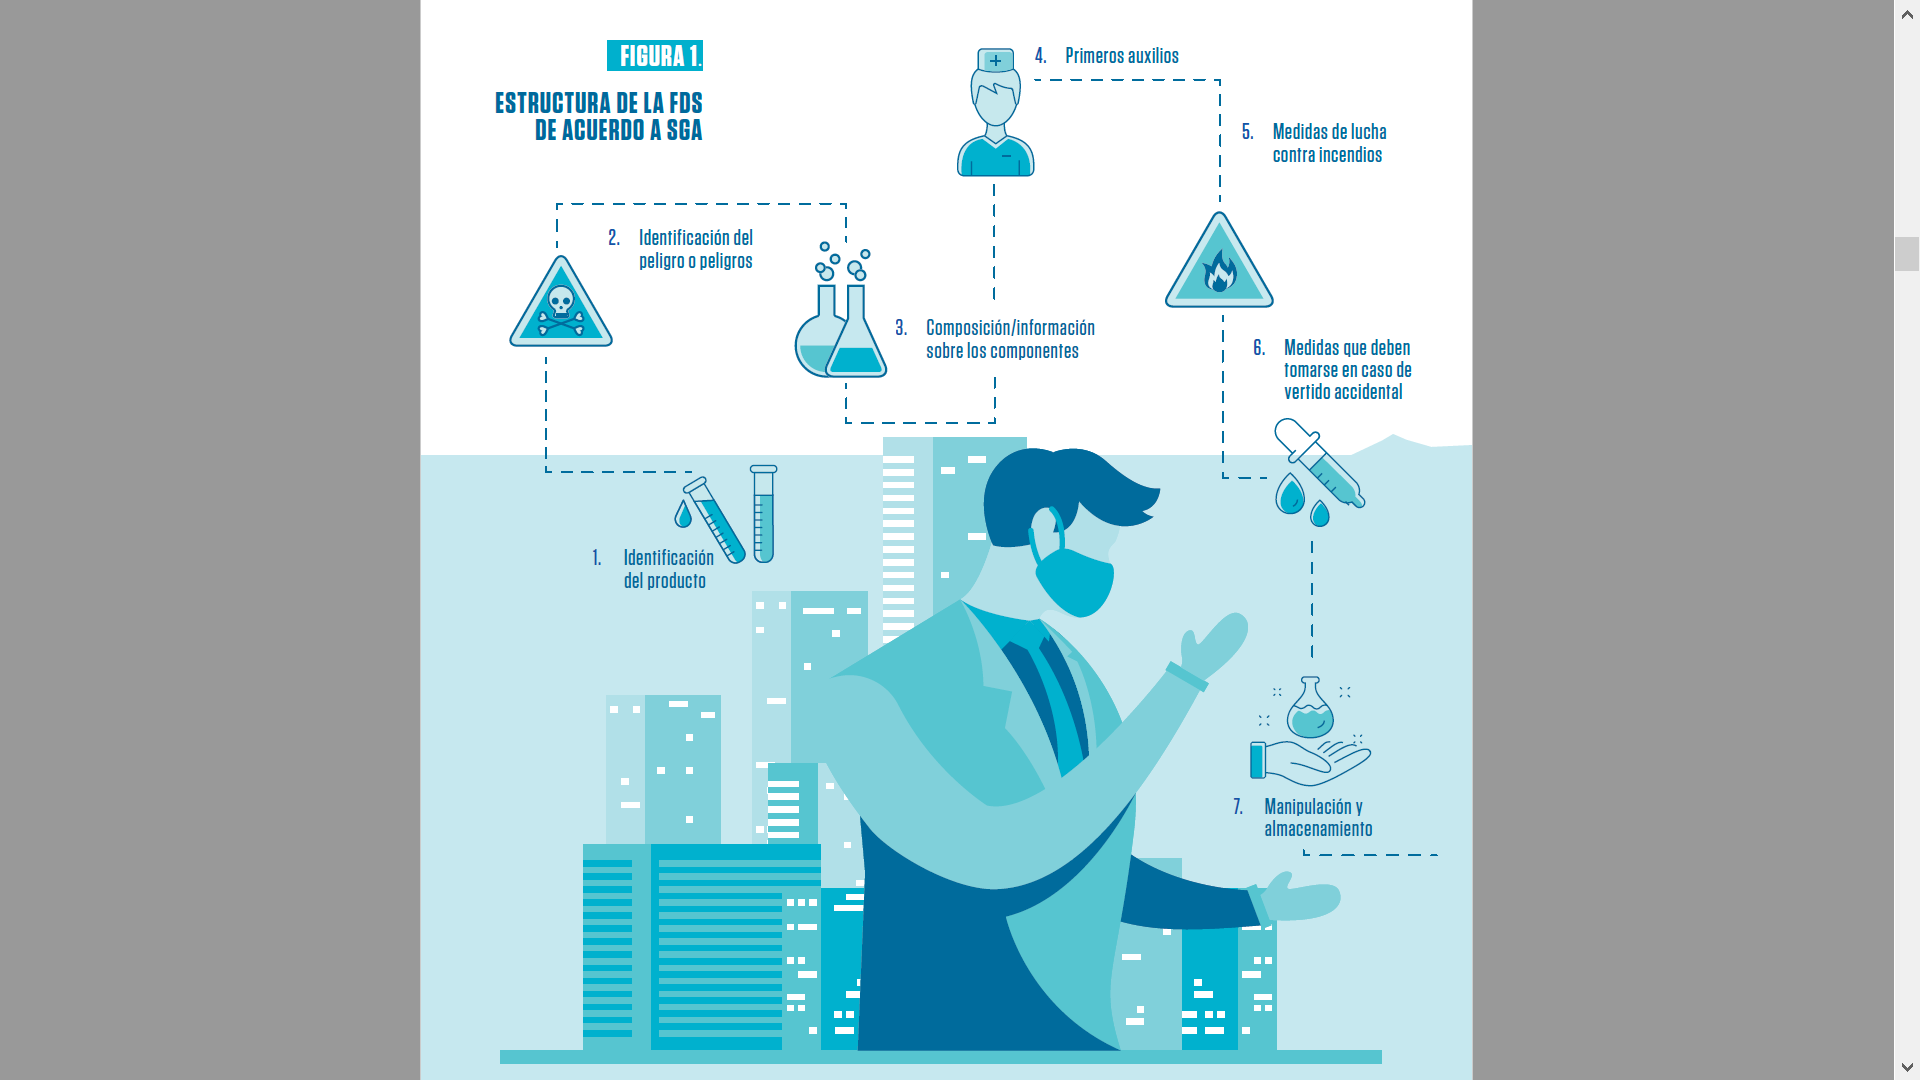 FIGURA 1.
ESTRUCTURA DE LA FDS
DE ACUERDO A SGA
1. Identificación
del producto
2. Identificación del
peligro o peligros
3. Composición/información
sobre los componentes
4. Primeros auxilios
5. Medidas de lucha
contra incendios
6. Medidas que deben
tomarse en caso de
vertido accidental
7. Manipulación y
almacenamiento